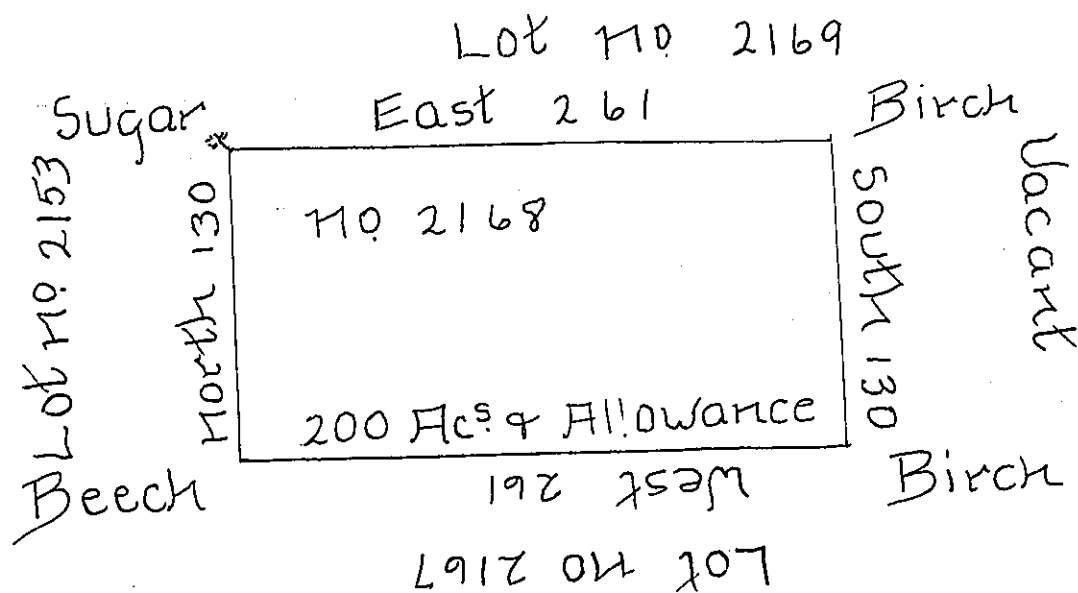 Lot No. 2169
Sugar
East 261
Birch
Lot No. 2153
North 130
No. 2168
South 130
Vacant
200 Acs. & Allowance
Beech
West 261
Birch
Lot No 2167